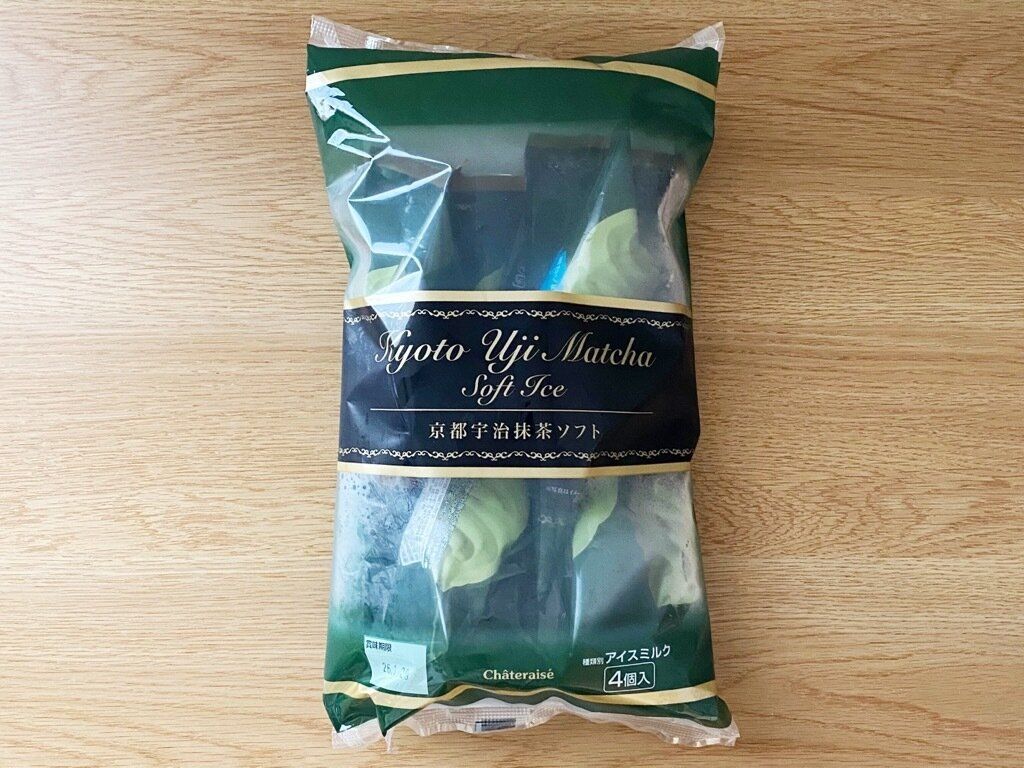 Kyoto Uji Matcha
Soft Ice
京都宇治抹茶ソフト
賞味期限
Châteraisé
種類別 アイスミルク
4個入